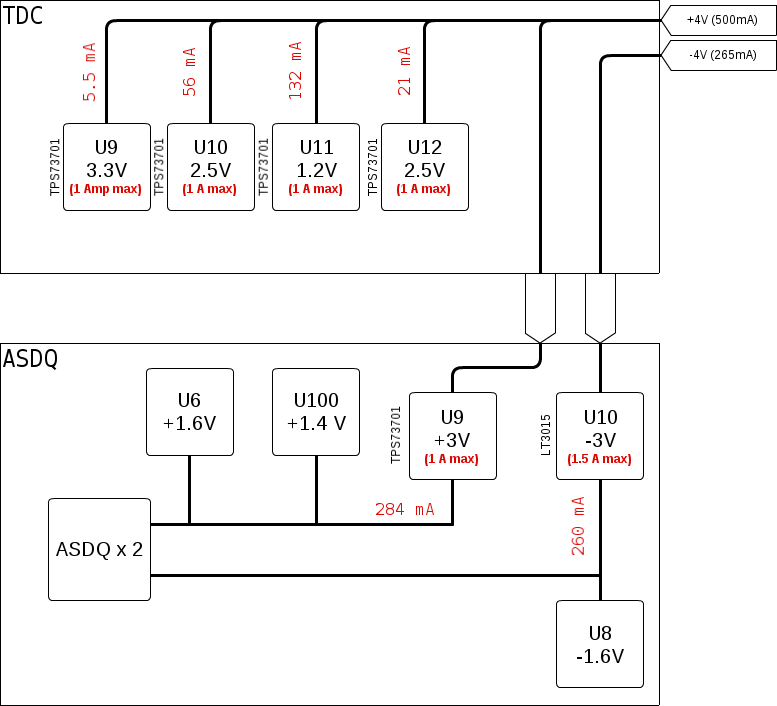 TDC
+4V (500mA)
-4V (265mA)
5.5 mA
56 mA
132 mA
21 mA
TPS73701
U9
3.3V
(1 Amp max)
TPS73701
U10
2.5V
(1 A max)
TPS73701
U11
1.2V
(1 A max)
TPS73701
U12
2.5V
(1 A max)
ASDQ
U6
+1.6V
U100
+1.4 V
TPS73701
U9
+3V
(1 A max)
LT3015
U10
-3V
(1.5 A max)
284 mA
260 mA
ASDQ x 2
U8
-1.6V